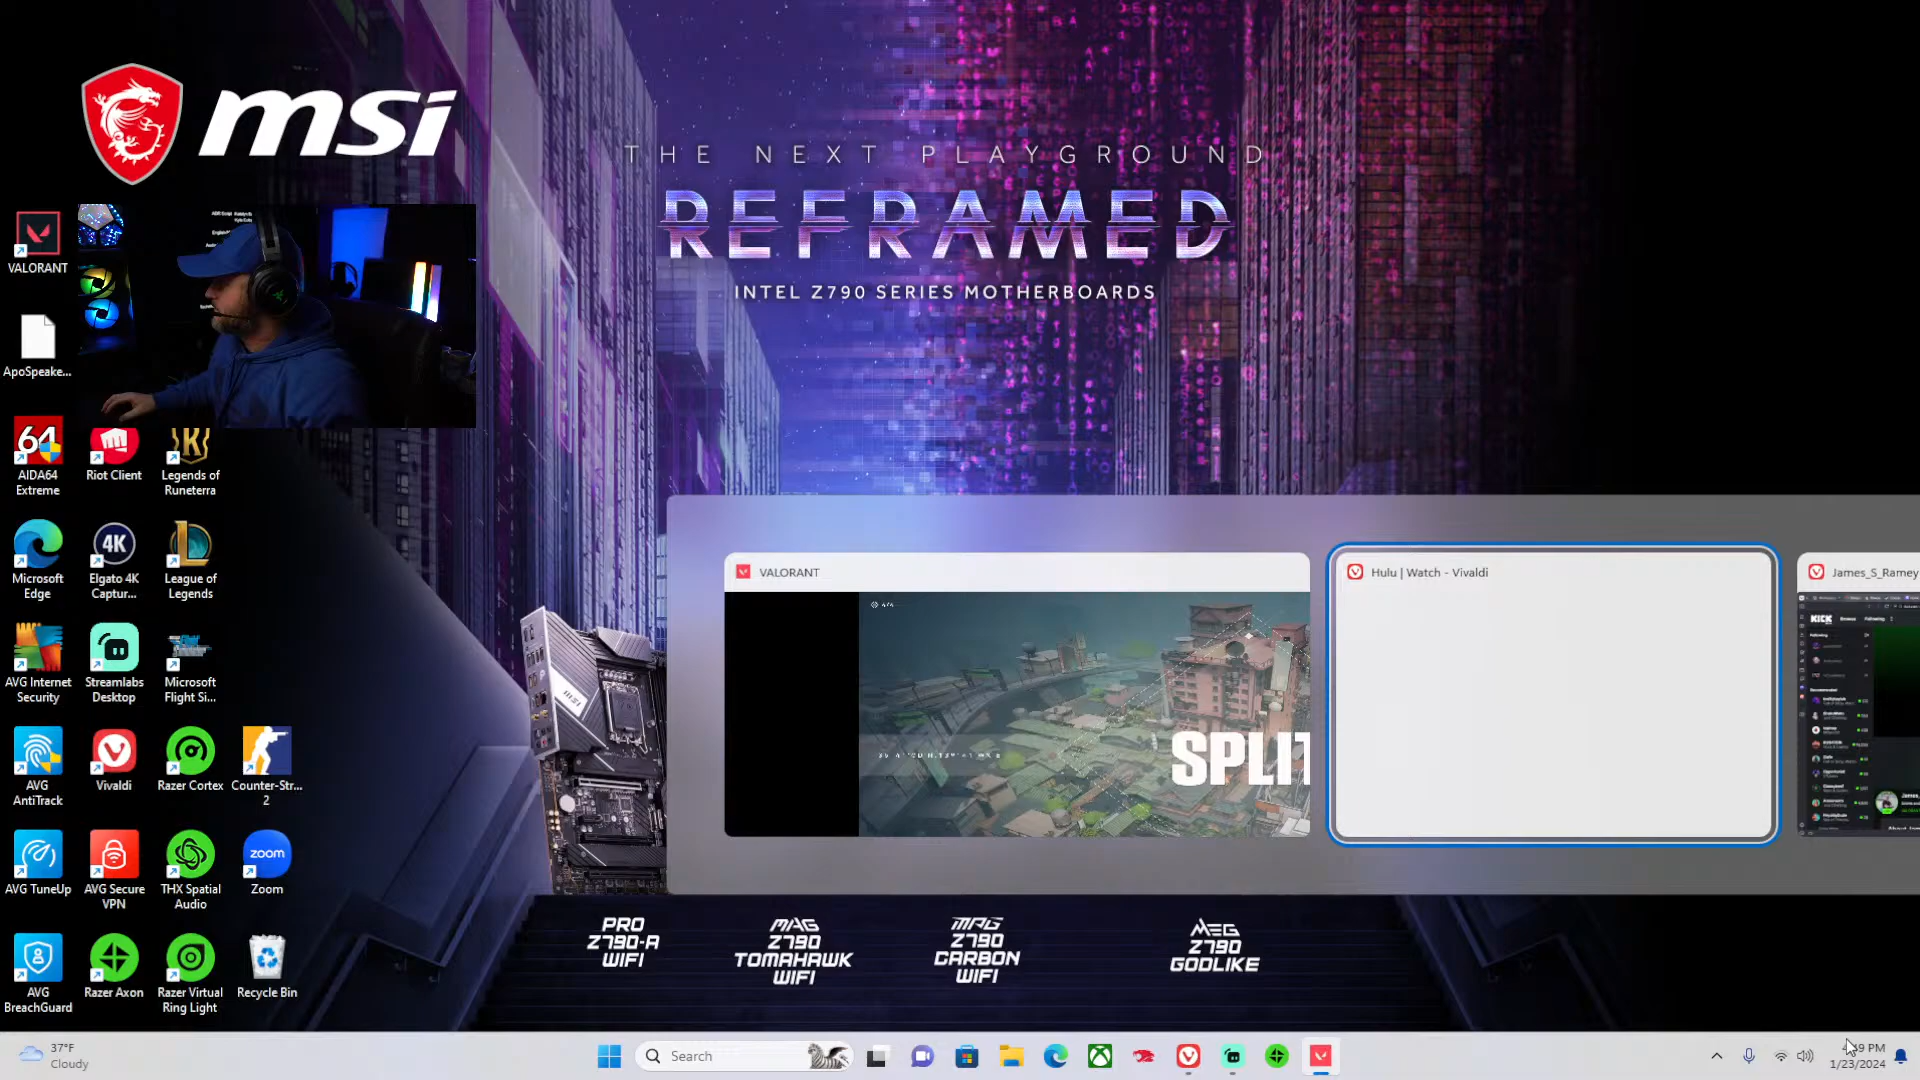 msi
THE NEXT PLAYGROUND
REFRAMED
INTEL Z790 SERIES MOTHERBOARDS
VALORANT
ApoSpeake...
AIDA64
Extreme
Riot Client
Legends of
Runeterra
Microsoft
Edge
Elgato 4K
Captur...
League of
Legends
AVG Internet
Security
Streamlabs
Desktop
Microsoft
Flight Si...
AVG
AntiTrack
Vivaldi
Razer Cortex
Counter-Str...
2
AVG TuneUp
AVG Secure
VPN
THX Spatial
Audio
Zoom
AVG
BreachGuard
Razer Axon
Razer Virtual
Ring Light
Recycle Bin
64
4K
zoom
VALORANT
SPLIT
Hulu | Watch - Vivaldi
James_S_Ramey
KICK
PRO
Z790-A
WIFI
MAG
Z790
TOMAHAWK
WIFI
MPG
Z790
CARBON
WIFI
MEG
Z790
GODLIKE
37°F
Cloudy
Search
PM
1/23/2024